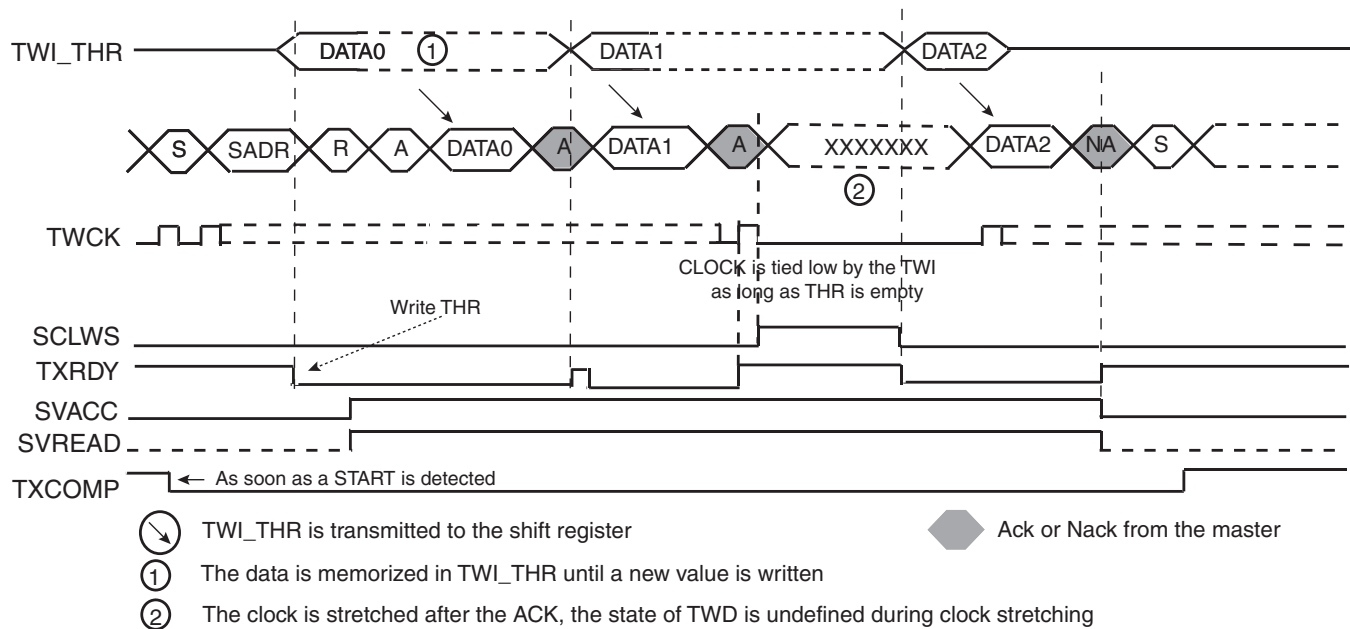 TWI_THR DATA0 1 DATA1 DATA2
S SADR R A DATA0 A DATA1 A XXXXXXX DATA2 NA S
2
TWCK
CLOCK is tied low by the TWI
as long as THR is empty
Write THR
SCLWS
TXRDY
SVACC
SVREAD
TXCOMP As soon as a START is detected
TWI_THR is transmitted to the shift register
Ack or Nack from the master
1 The data is memorized in TWI_THR until a new value is written
2 The clock is stretched after the ACK, the state of TWD is undefined during clock stretching